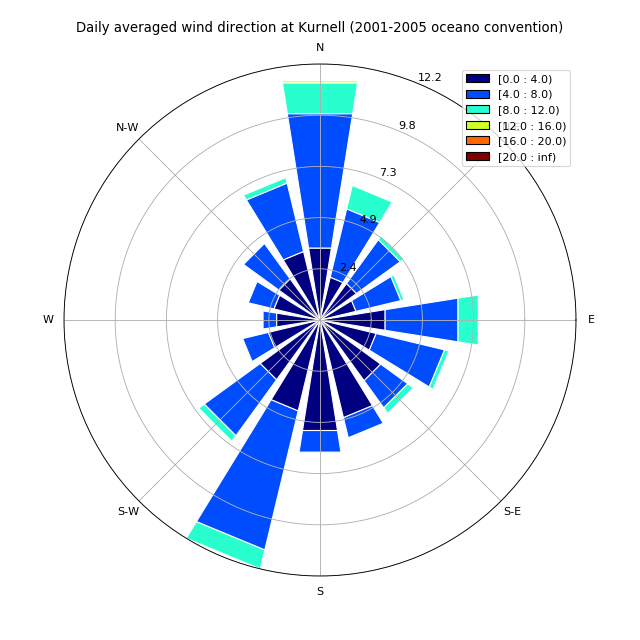 Daily averaged wind direction at Kurnell (2001-2005 oceano convention)
N
12.2
[0.0 : 4.0)
[4.0 : 8.0)
[8.0 : 12.0)
[12.0 : 16.0)
[16.0 : 20.0)
[20.0 : inf)
N-W
9.8
7.3
4.9
2.4
W
E
S-W
S-E
S